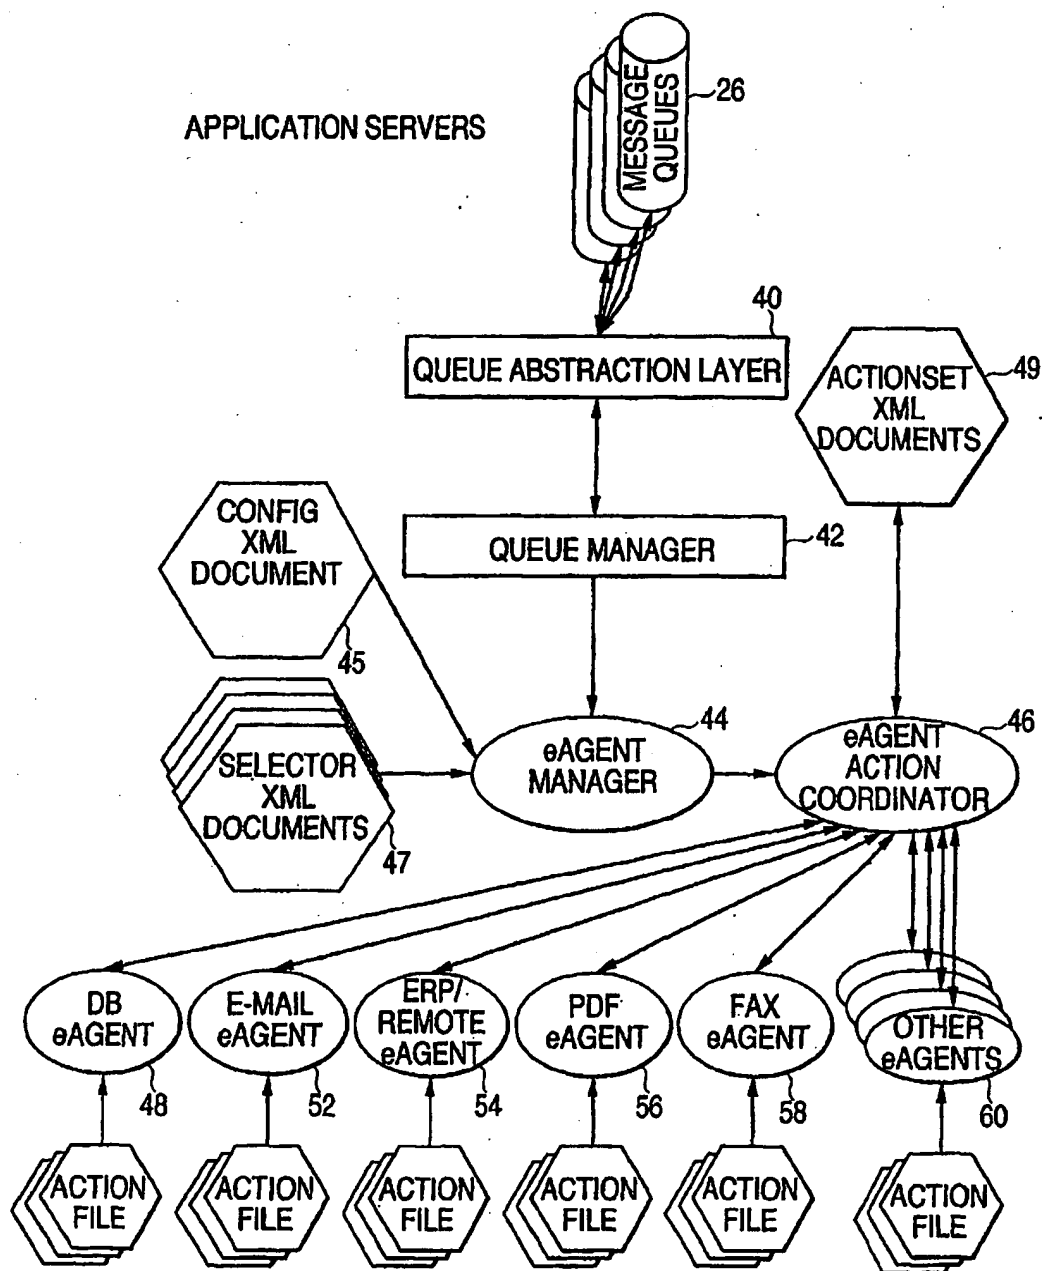 APPLICATION SERVERS
MESSAGE
QUEUES
26
40
QUEUE ABSTRACTION LAYER
ACTIONSET
XML
DOCUMENTS
49
CONFIG
XML
DOCUMENT
45
QUEUE MANAGER
42
SELECTOR
XML
DOCUMENTS
47
eAGENT
MANAGER
44
eAGENT
ACTION
COORDINATOR
46
DB
eAGENT
48
E-MAIL
eAGENT
52
ERP/
REMOTE
eAGENT
54
PDF
eAGENT
56
FAX
eAGENT
58
OTHER
eAGENTS
60
ACTION
FILE
ACTION
FILE
ACTION
FILE
ACTION
FILE
ACTION
FILE
ACTION
FILE